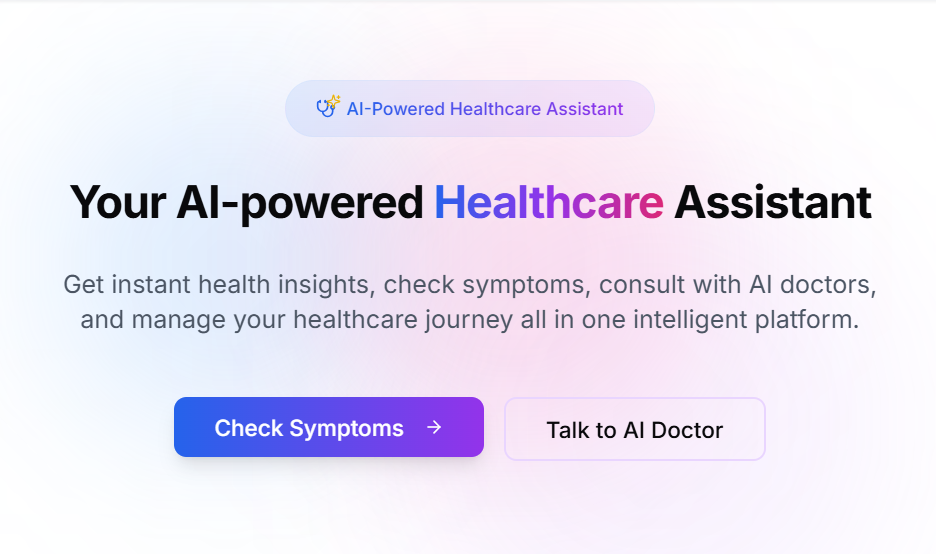 AI-Powered Healthcare Assistant
Your AI-powered Healthcare Assistant
Get instant health insights, check symptoms, consult with AI doctors,
and manage your healthcare journey all in one intelligent platform.
Check Symptoms →
Talk to AI Doctor